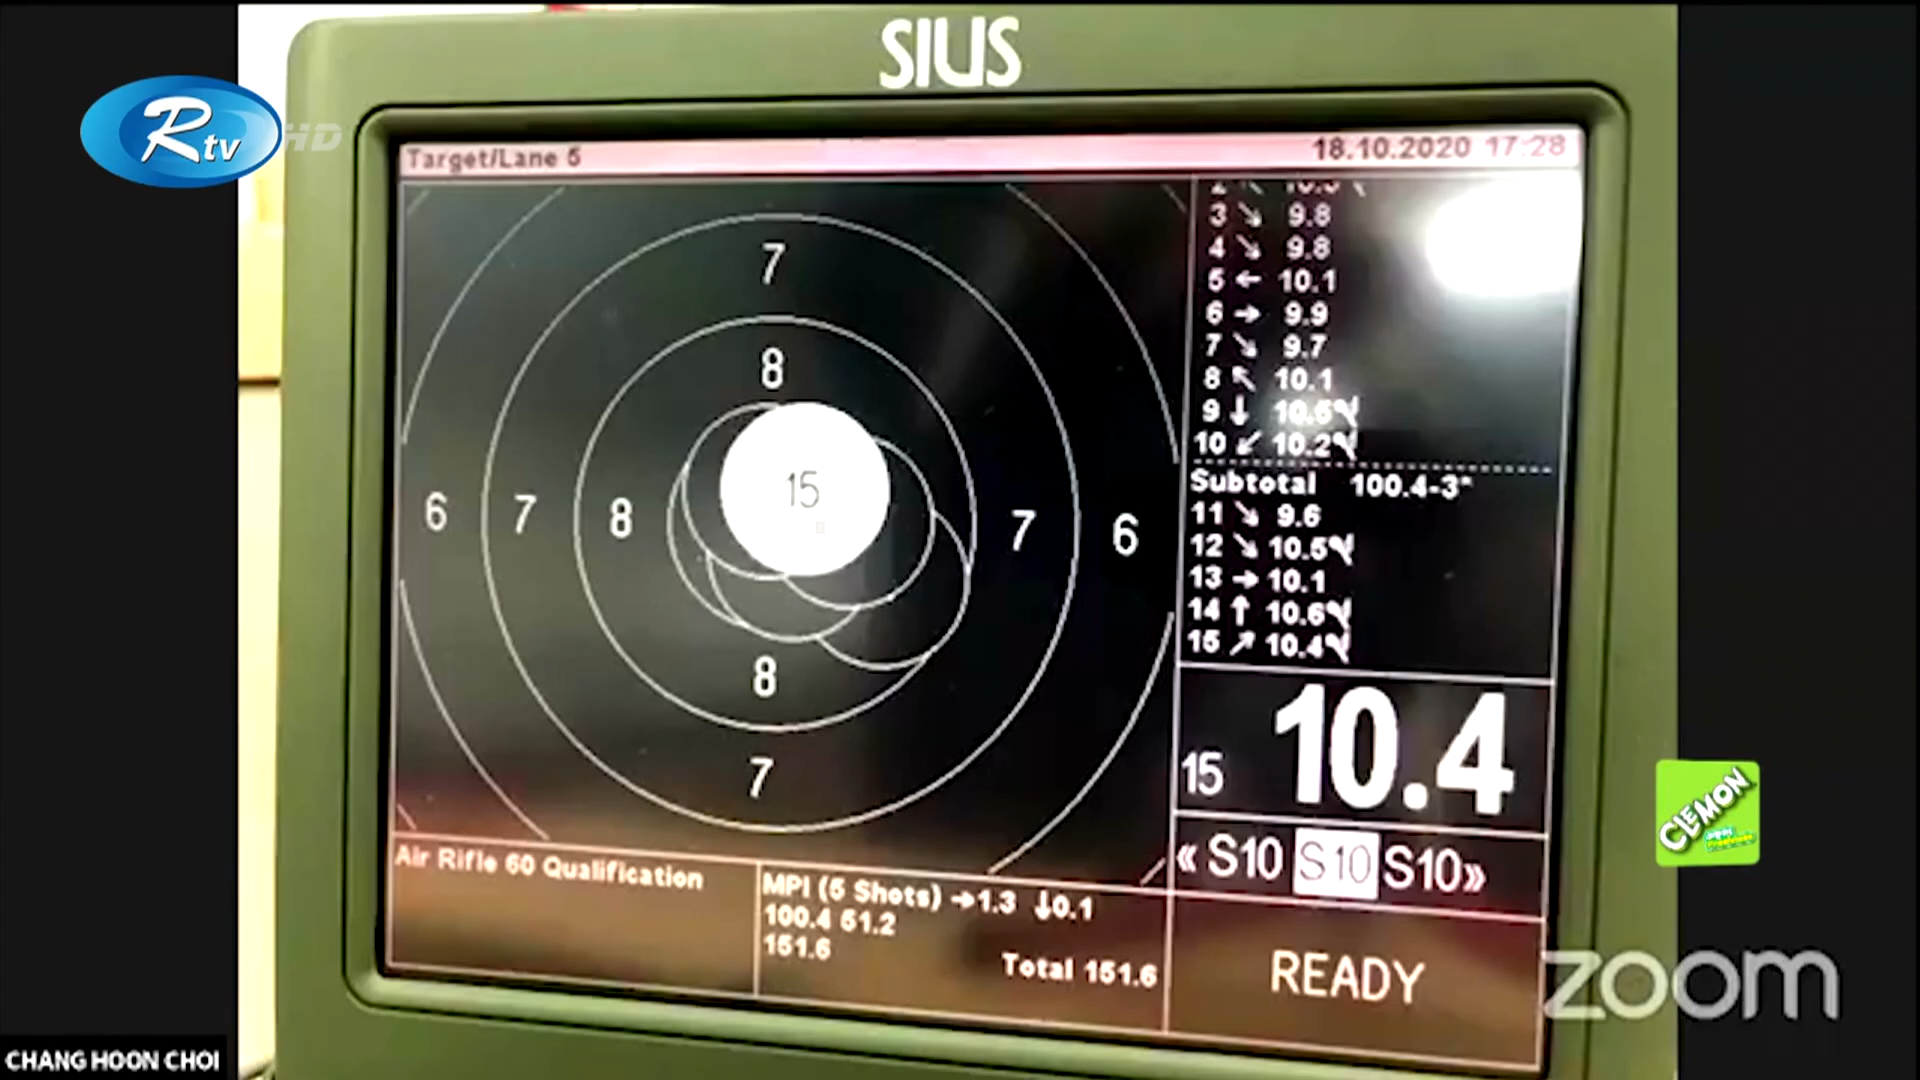 SIUS
Rtv HD
Target/Lane 5 18.10.2020 17:28
3 ↘ 9.8
4 ↘ 9.8
5 ← 10.1
6 → 9.9
7 ↘ 9.7
8 ↖ 10.1
9 ↓ 10.5
10 ↙ 10.2
Subtotal 100.4-3*
11 ↘ 9.6
12 ↘ 10.5
13 → 10.1
14 ↑ 10.6
15 ↗ 10.4
7
8
15
6 7 8 7 6
8
7
15 10.4
« S10 S10 S10»
Air Rifle 60 Qualification
MPI (5 Shots) →1.3 ↓0.1
100.4 51.2
151.6
Total 151.6
READY
CLEMON
zoom
CHANG HOON CHOI